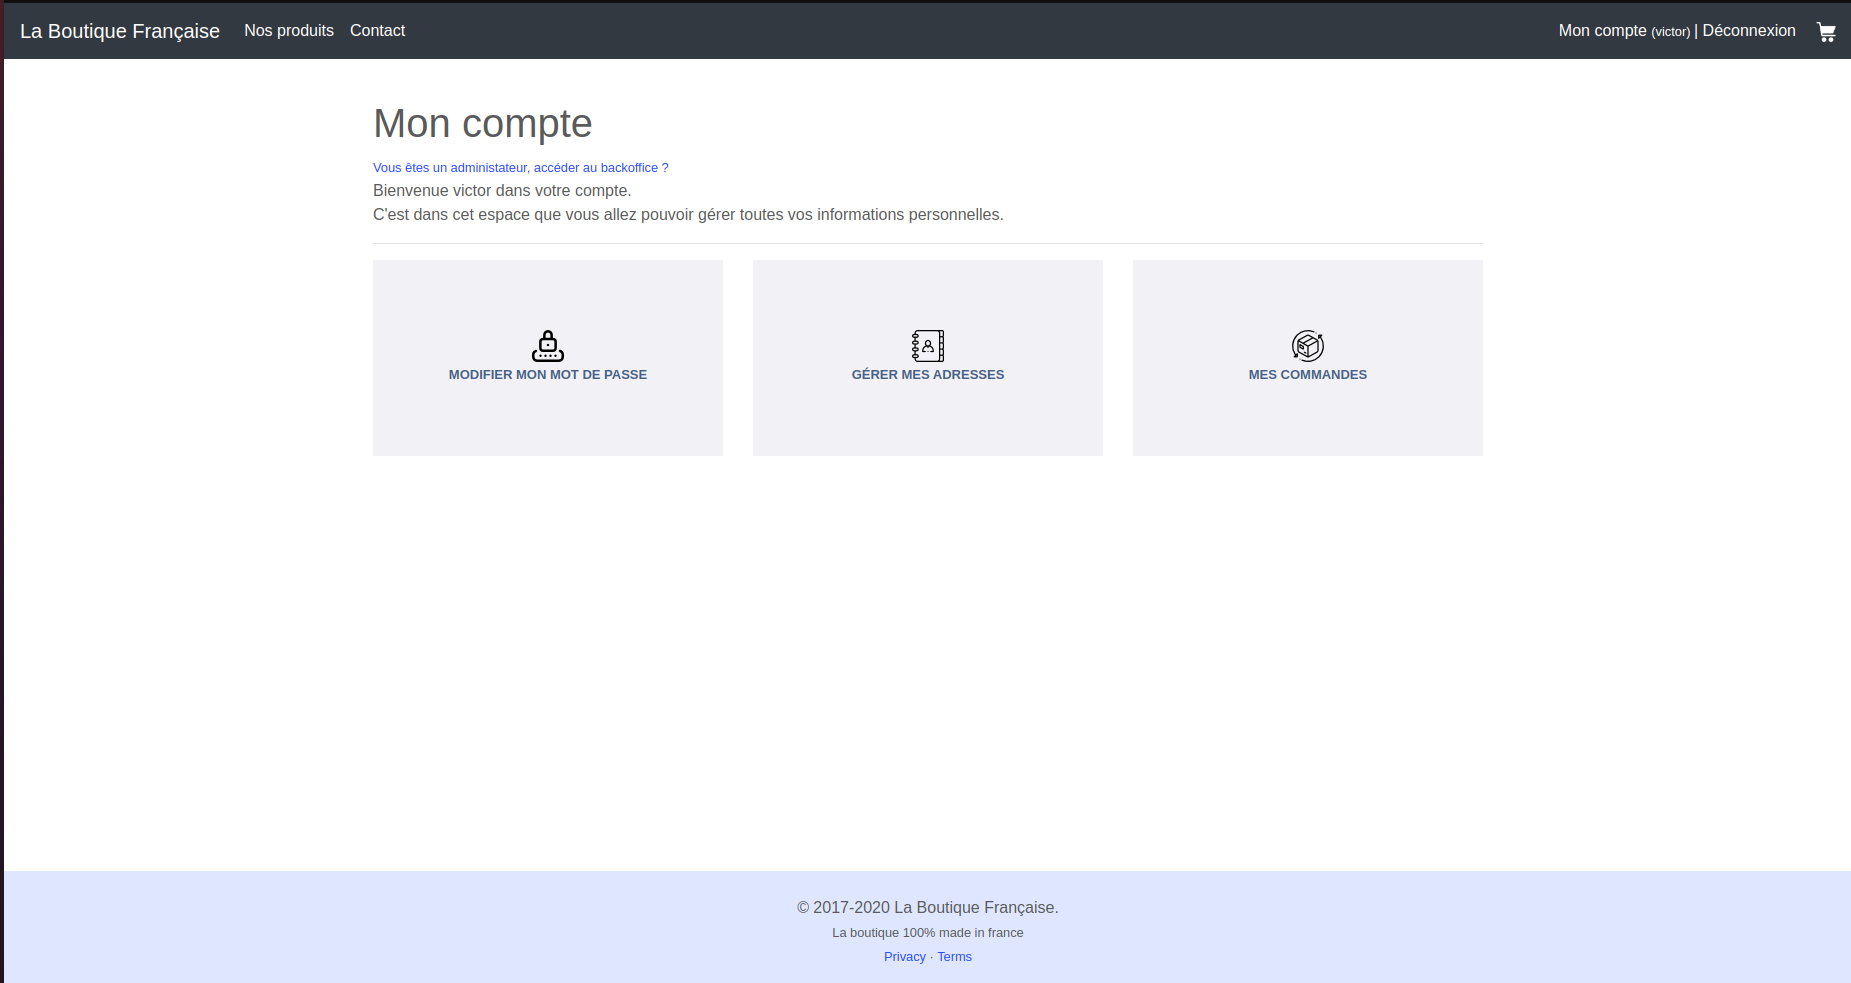 La Boutique Française Nos produits Contact Mon compte (victor) | Déconnexion
Mon compte
Vous êtes un administateur, accéder au backoffice ?
Bienvenue victor dans votre compte.
C'est dans cet espace que vous allez pouvoir gérer toutes vos informations personnelles.
MODIFIER MON MOT DE PASSE
GÉRER MES ADRESSES
MES COMMANDES
© 2017-2020 La Boutique Française.
La boutique 100% made in france
Privacy · Terms